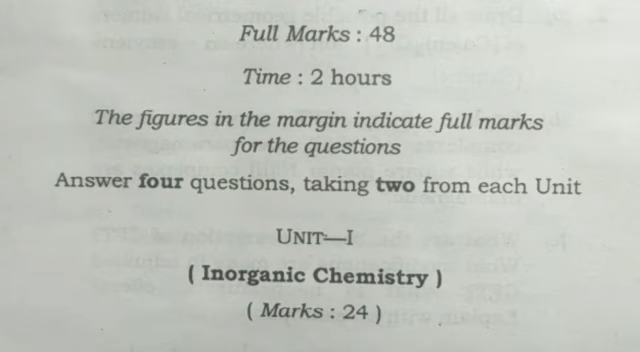 Full Marks : 48
Time : 2 hours
The figures in the margin indicate full marks
for the questions
Answer four questions, taking two from each Unit
UNIT—I
( Inorganic Chemistry )
( Marks : 24 )